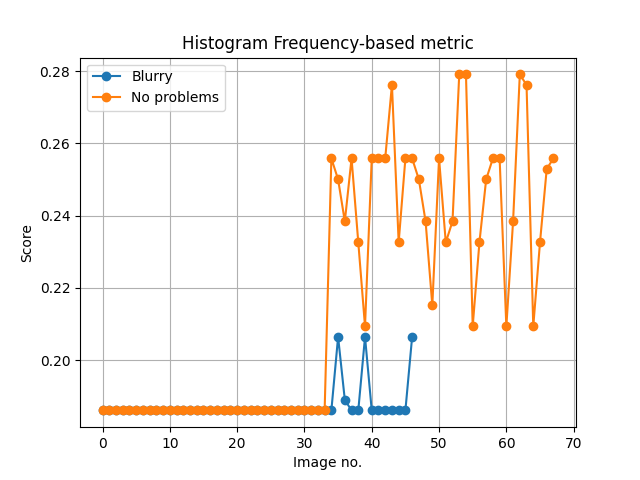 Histogram Frequency-based metric
Blurry
No problems
0.28
0.26
0.24
0.22
0.20
Score
0 10 20 30 40 50 60 70
Image no.